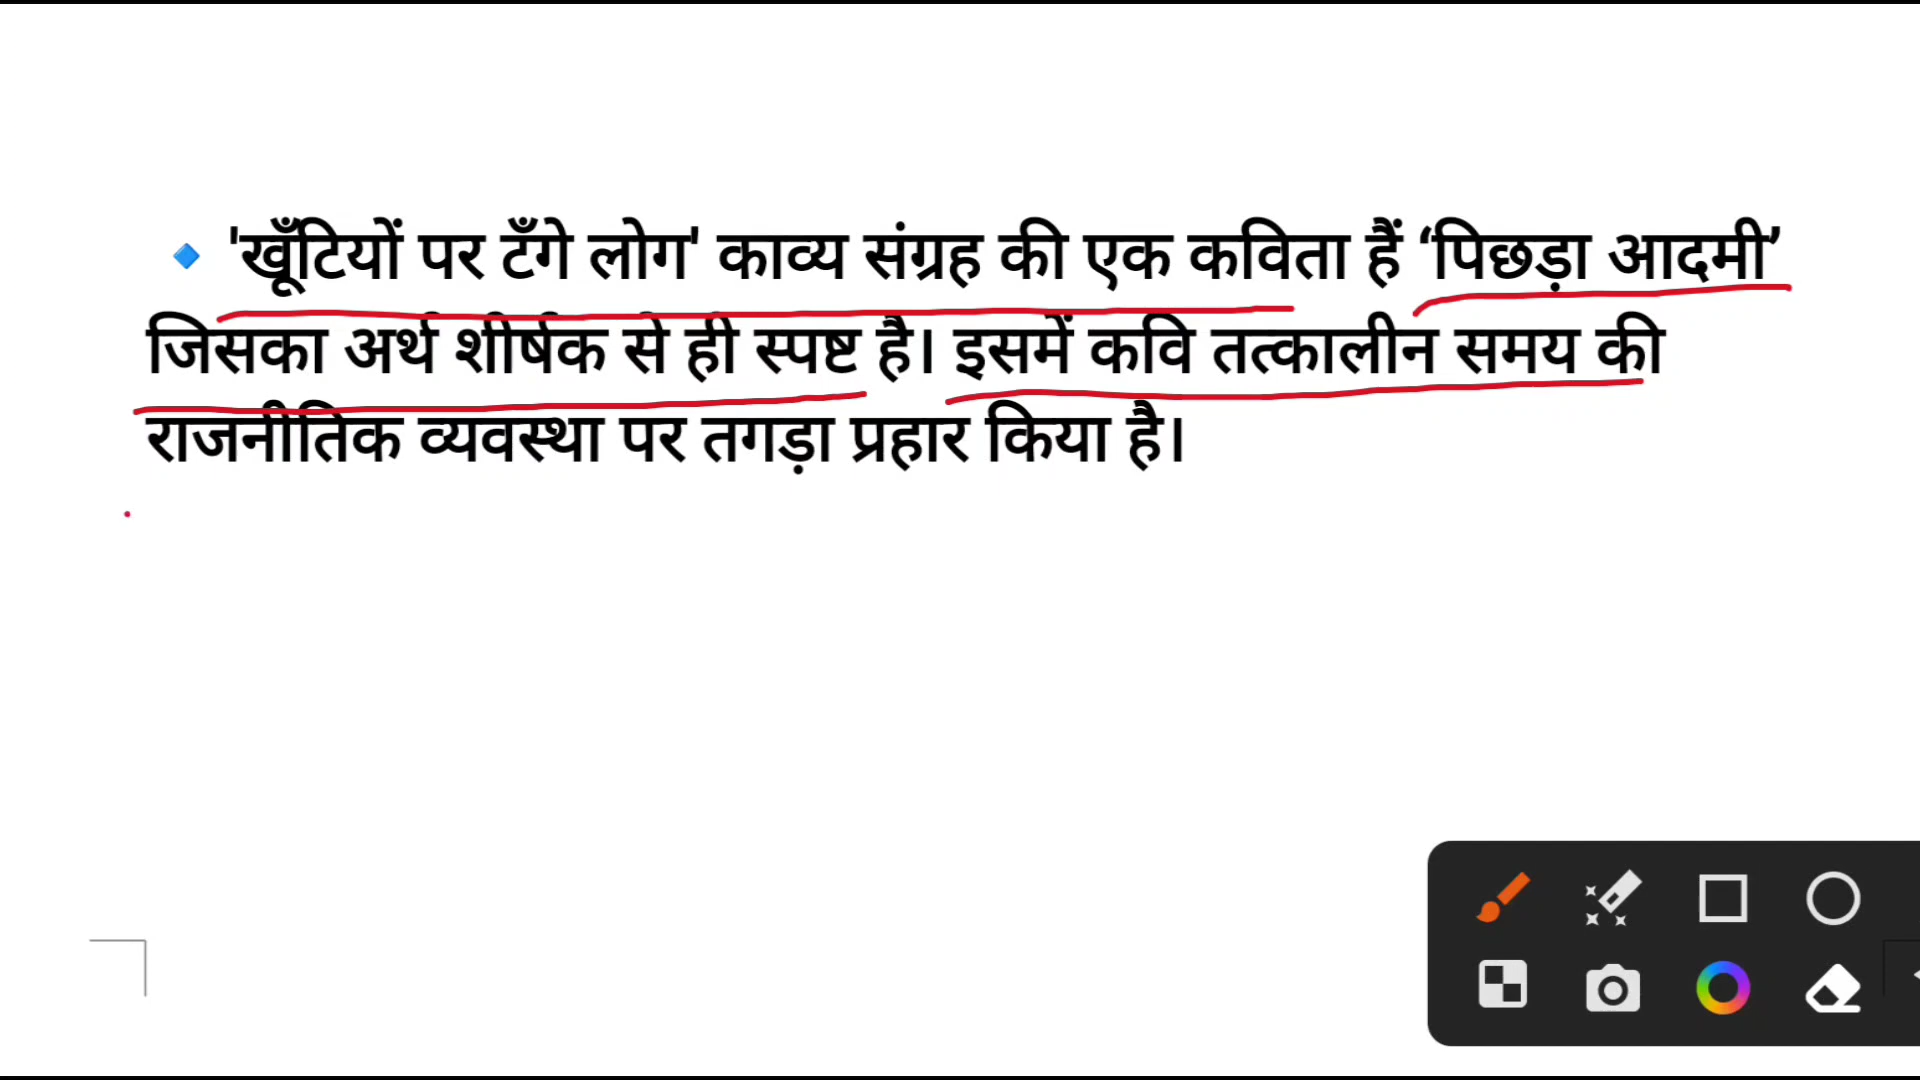 'खूँटियों पर टँगे लोग' काव्य संग्रह की एक कविता हैं ‘पिछड़ा आदमी’
जिसका अर्थ शीर्षक से ही स्पष्ट है। इसमें कवि तत्कालीन समय की
राजनीतिक व्यवस्था पर तगड़ा प्रहार किया है।